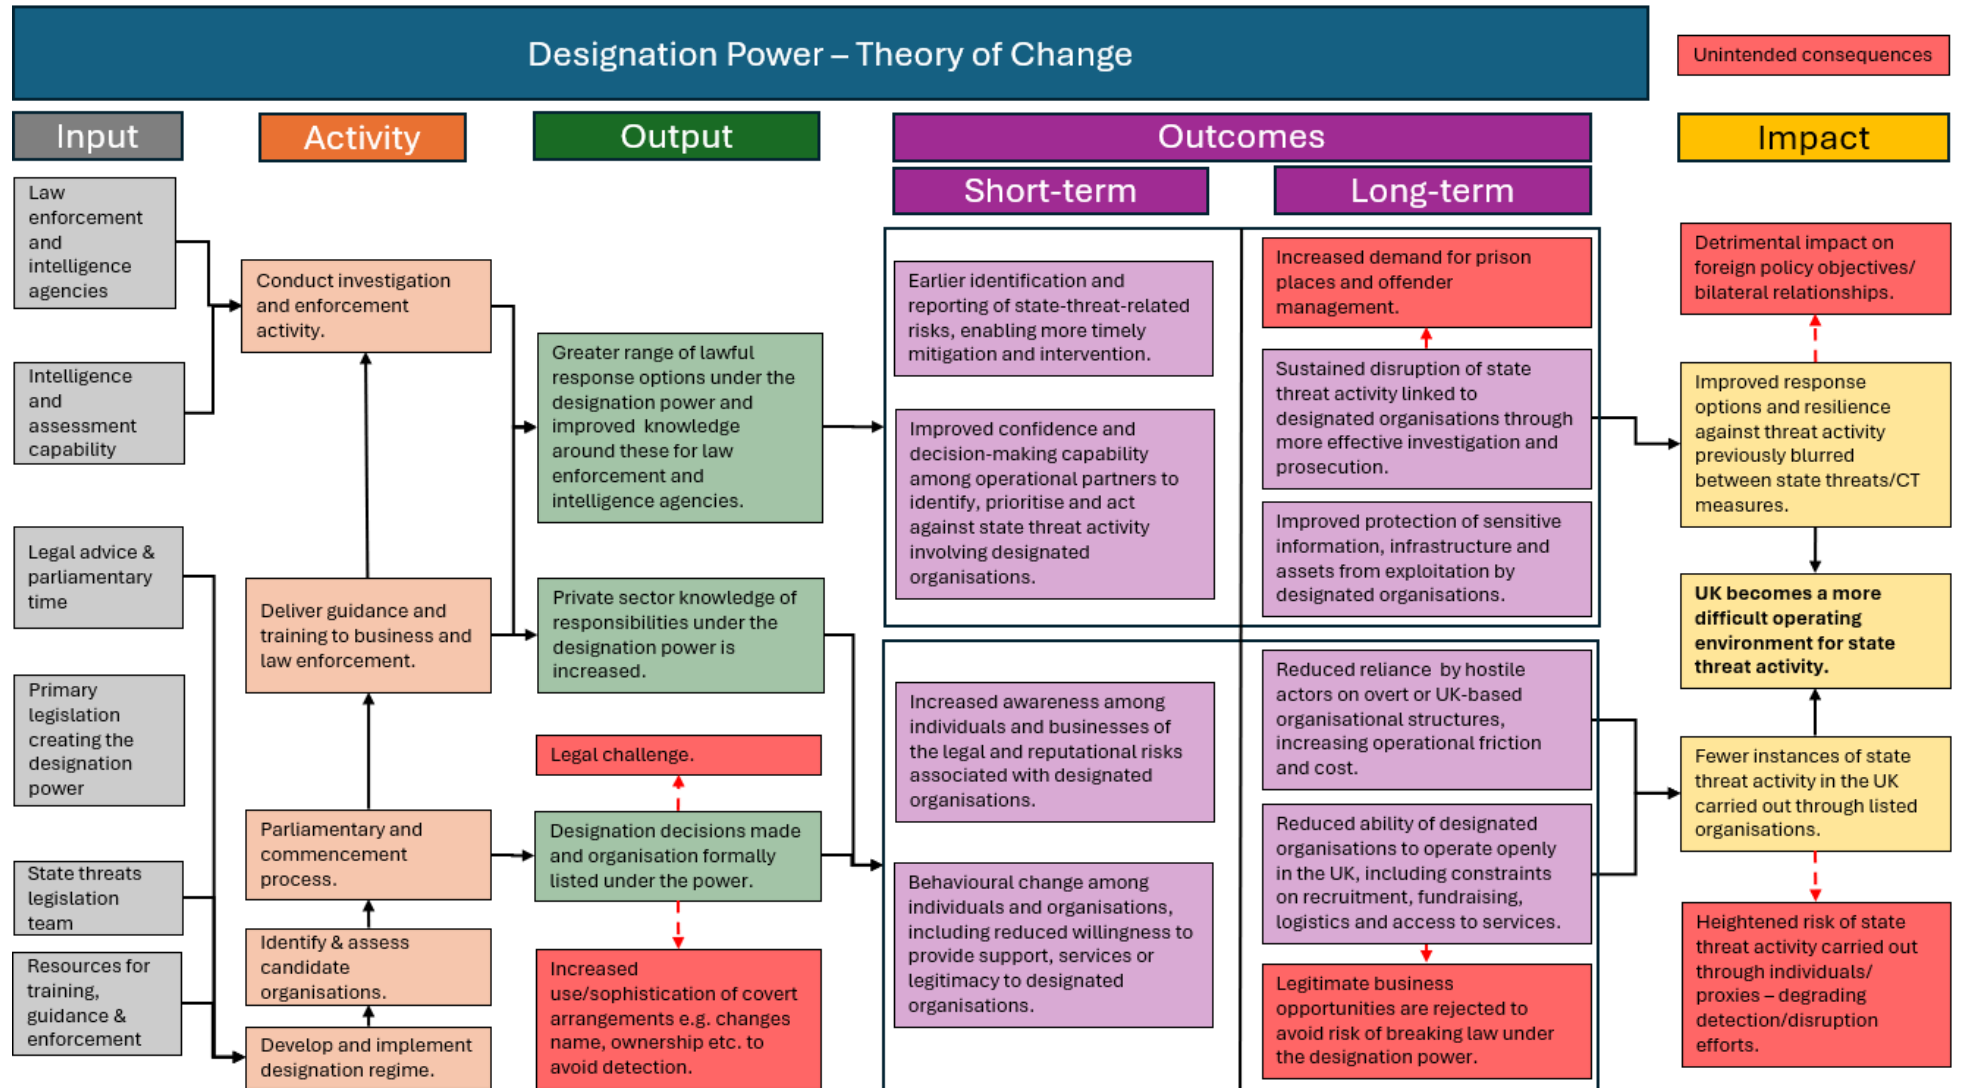 Designation Power – Theory of Change
Unintended consequences
Input
Activity
Output
Outcomes
Impact
Short-term
Long-term
Law
enforcement
and
intelligence
agencies
Intelligence
and
assessment
capability
Legal advice &
parliamentary
time
Primary
legislation
creating the
designation
power
State threats
legislation
team
Resources for
training,
guidance &
enforcement
Conduct investigation
and enforcement
activity.
Deliver guidance and
training to business and
law enforcement.
Parliamentary and
commencement
process.
Identify & assess
candidate
organisations.
Develop and implement
designation regime.
Greater range of lawful
response options under the
designation power and
improved  knowledge
around these for law
enforcement and
intelligence agencies.
Private sector knowledge of
responsibilities under the
designation power is
increased.
Legal challenge.
Designation decisions made
and organisation formally
listed under the power.
Increased
use/sophistication of covert
arrangements e.g. changes
name, ownership etc. to
avoid detection.
Earlier identification and
reporting of state-threat-related
risks, enabling more timely
mitigation and intervention.
Improved confidence and
decision-making capability
among operational partners to
identify, prioritise and act
against state threat activity
involving designated
organisations.
Increased awareness among
individuals and businesses of
the legal and reputational risks
associated with designated
organisations.
Behavioural change among
individuals and organisations,
including reduced willingness to
provide support, services or
legitimacy to designated
organisations.
Increased demand for prison
places and offender
management.
Sustained disruption of state
threat activity linked to
designated organisations through
more effective investigation and
prosecution.
Improved protection of sensitive
information, infrastructure and
assets from exploitation by
designated organisations.
Reduced reliance  by hostile
actors on overt or UK-based
organisational structures,
increasing operational friction
and cost.
Reduced ability of designated
organisations to operate openly
in the UK, including constraints
on recruitment, fundraising,
logistics and access to services.
Legitimate business
opportunities are rejected to
avoid risk of breaking law under
the designation power.
Detrimental impact on
foreign policy objectives/
bilateral relationships.
Improved response
options and resilience
against threat activity
previously blurred
between state threats/CT
measures.
UK becomes a more
difficult operating
environment for state
threat activity.
Fewer instances of state
threat activity in the UK
carried out through listed
organisations.
Heightened risk of state
threat activity carried out
through individuals/
proxies – degrading
detection/disruption
efforts.